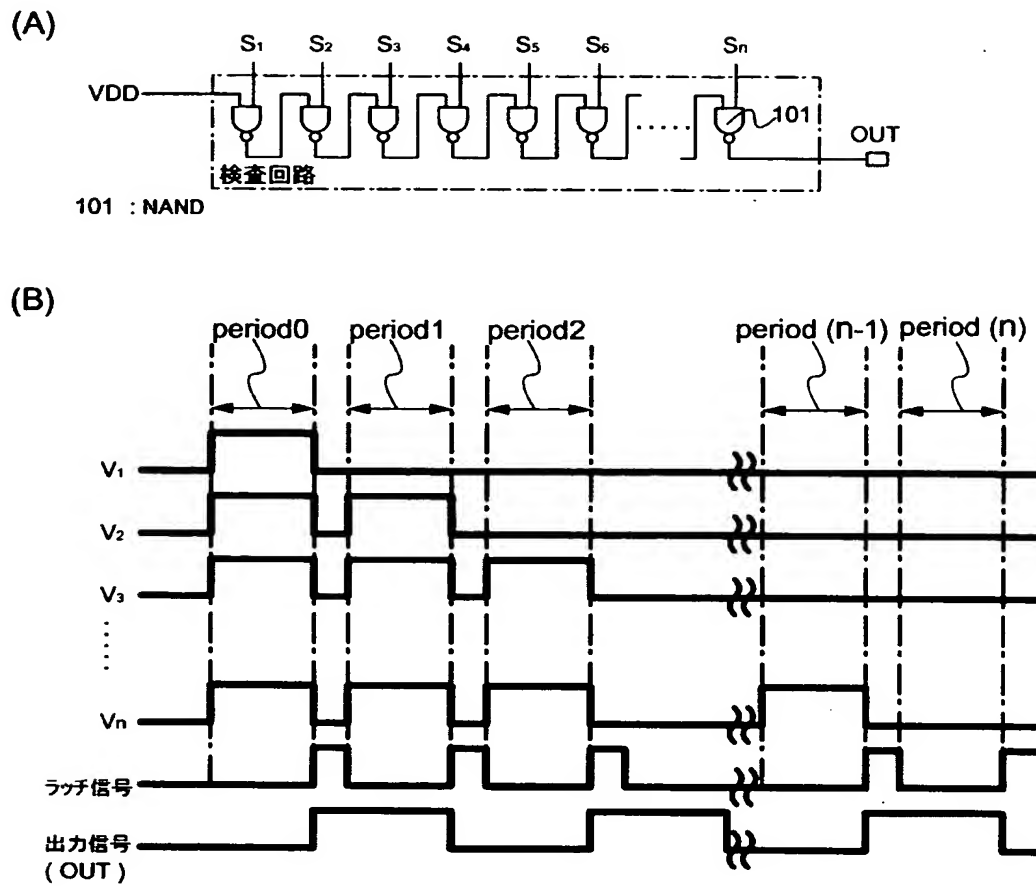 (A)
S1 S2 S3 S4 S5 S6 Sn
VDD
101
OUT
検査回路
101 : NAND
(B)
period0 period1 period2 period (n-1) period (n)
V1
V2
V3
Vn
ラッチ信号
出力信号
( OUT )